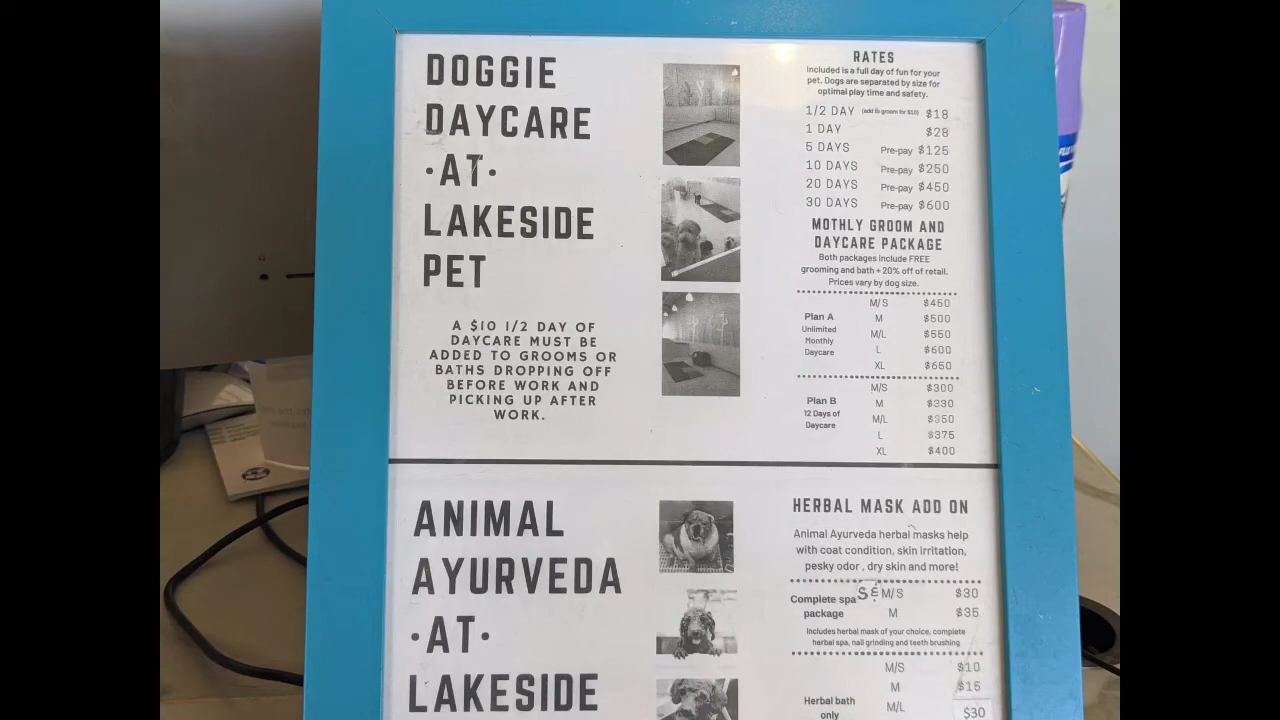 DOGGIE
DAYCARE
·AT·
LAKESIDE
PET
A $10 1/2 DAY OF
DAYCARE MUST BE
ADDED TO GROOMS OR
BATHS DROPPING OFF
BEFORE WORK AND
PICKING UP AFTER
WORK.
RATES
Included is a full day of fun for your
pet. Dogs are separated by size for
optimal play time and safety.
1/2 DAY (add to groom for $10) $18
1 DAY $28
5 DAYS Pre-pay $125
10 DAYS Pre-pay $250
20 DAYS Pre-pay $450
30 DAYS Pre-pay $600
MOTHLY GROOM AND
DAYCARE PACKAGE
Both packages include FREE
grooming and bath + 20% off of retail.
Prices vary by dog size.
Plan A
Unlimited
Monthly
Daycare
M/S $450
M $500
M/L $550
L $600
XL $650
Plan B
12 Days of
Daycare
M/S $300
M $330
M/L $350
L $375
XL $400
ANIMAL
AYURVEDA
·AT·
LAKESIDE
HERBAL MASK ADD ON
Animal Ayurveda herbal masks help
with coat condition, skin irritation,
pesky odor , dry skin and more!
Complete spa
package
S& M/S $30
M $35
Includes herbal mask of your choice, complete
herbal spa, nail grinding and teeth brushing
Herbal bath
only
M/S $10
M $15
M/L $30